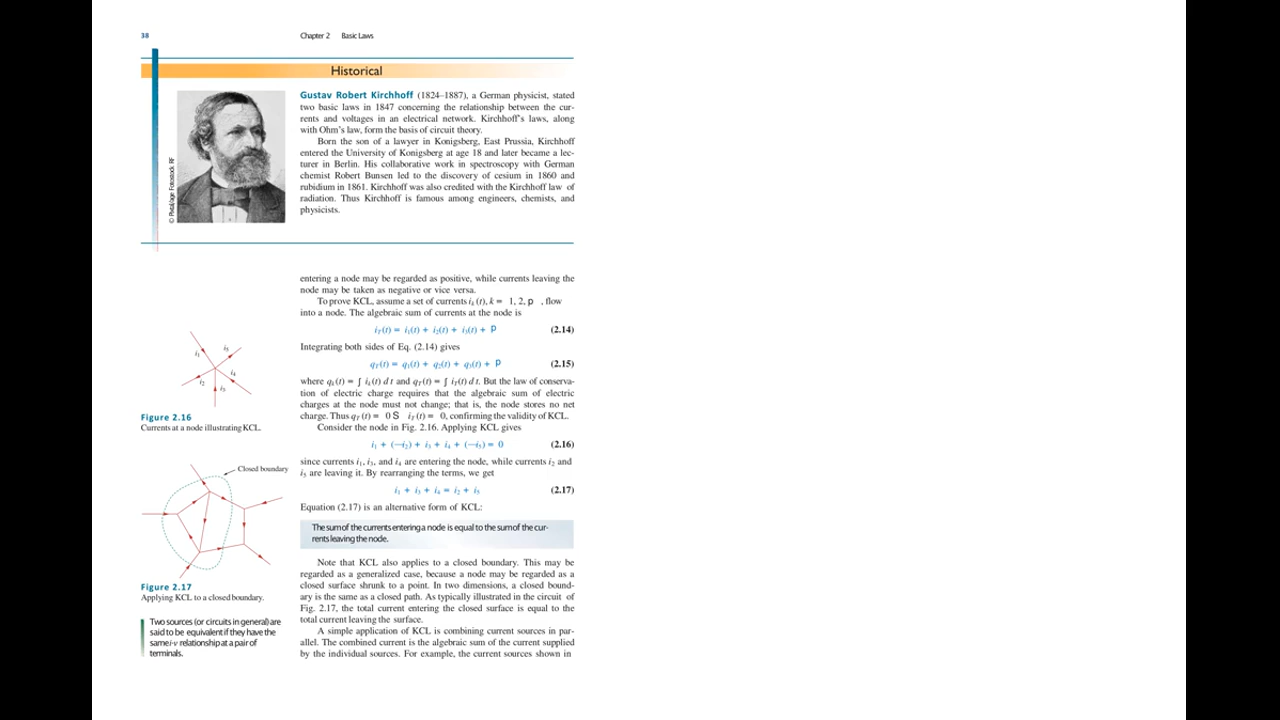 38
Chapter 2 Basic Laws
Historical
© Pixtal/age Fotostock RF
Gustav Robert Kirchhoff (1824–1887), a German physicist, stated
two basic laws in 1847 concerning the relationship between the cur-
rents and voltages in an electrical network. Kirchhoff's laws, along
with Ohm's law, form the basis of circuit theory.
Born the son of a lawyer in Konigsberg, East Prussia, Kirchhoff
entered the University of Konigsberg at age 18 and later became a lec-
turer in Berlin. His collaborative work in spectroscopy with German
chemist Robert Bunsen led to the discovery of cesium in 1860 and
rubidium in 1861. Kirchhoff was also credited with the Kirchhoff law of
radiation. Thus Kirchhoff is famous among engineers, chemists, and
physicists.
entering a node may be regarded as positive, while currents leaving the
node may be taken as negative or vice versa.
To prove KCL, assume a set of currents iₖ(t), k = 1, 2, p , flow
into a node. The algebraic sum of currents at the node is
i_T(t) = i₁(t) + i₂(t) + i₃(t) + p (2.14)
Integrating both sides of Eq. (2.14) gives
q_T(t) = q₁(t) + q₂(t) + q₃(t) + p (2.15)
where qₖ(t) = ∫ iₖ(t) d t and q_T(t) = ∫ i_T(t) d t. But the law of conserva-
tion of electric charge requires that the algebraic sum of electric
charges at the node must not change; that is, the node stores no net
charge. Thus q_T(t) = 0 S i_T(t) = 0, confirming the validity of KCL.
Consider the node in Fig. 2.16. Applying KCL gives
i₁ + (−i₂) + i₃ + i₄ + (−i₅) = 0 (2.16)
since currents i₁, i₃, and i₄ are entering the node, while currents i₂ and
i₅ are leaving it. By rearranging the terms, we get
i₁ + i₃ + i₄ = i₂ + i₅ (2.17)
Equation (2.17) is an alternative form of KCL:
The sum of the currents entering a node is equal to the sum of the cur-
rents leaving the node.
Note that KCL also applies to a closed boundary. This may be
regarded as a generalized case, because a node may be regarded as a
closed surface shrunk to a point. In two dimensions, a closed bound-
ary is the same as a closed path. As typically illustrated in the circuit of
Fig. 2.17, the total current entering the closed surface is equal to the
total current leaving the surface.
A simple application of KCL is combining current sources in par-
allel. The combined current is the algebraic sum of the current supplied
by the individual sources. For example, the current sources shown in
i₁
i₅
i₄
i₂
i₃
Figure 2.16
Currents at a node illustrating KCL.
Closed boundary
Figure 2.17
Applying KCL to a closed boundary.
Two sources (or circuits in general) are
said to be equivalent if they have the
same i-v relationship at a pair of
terminals.